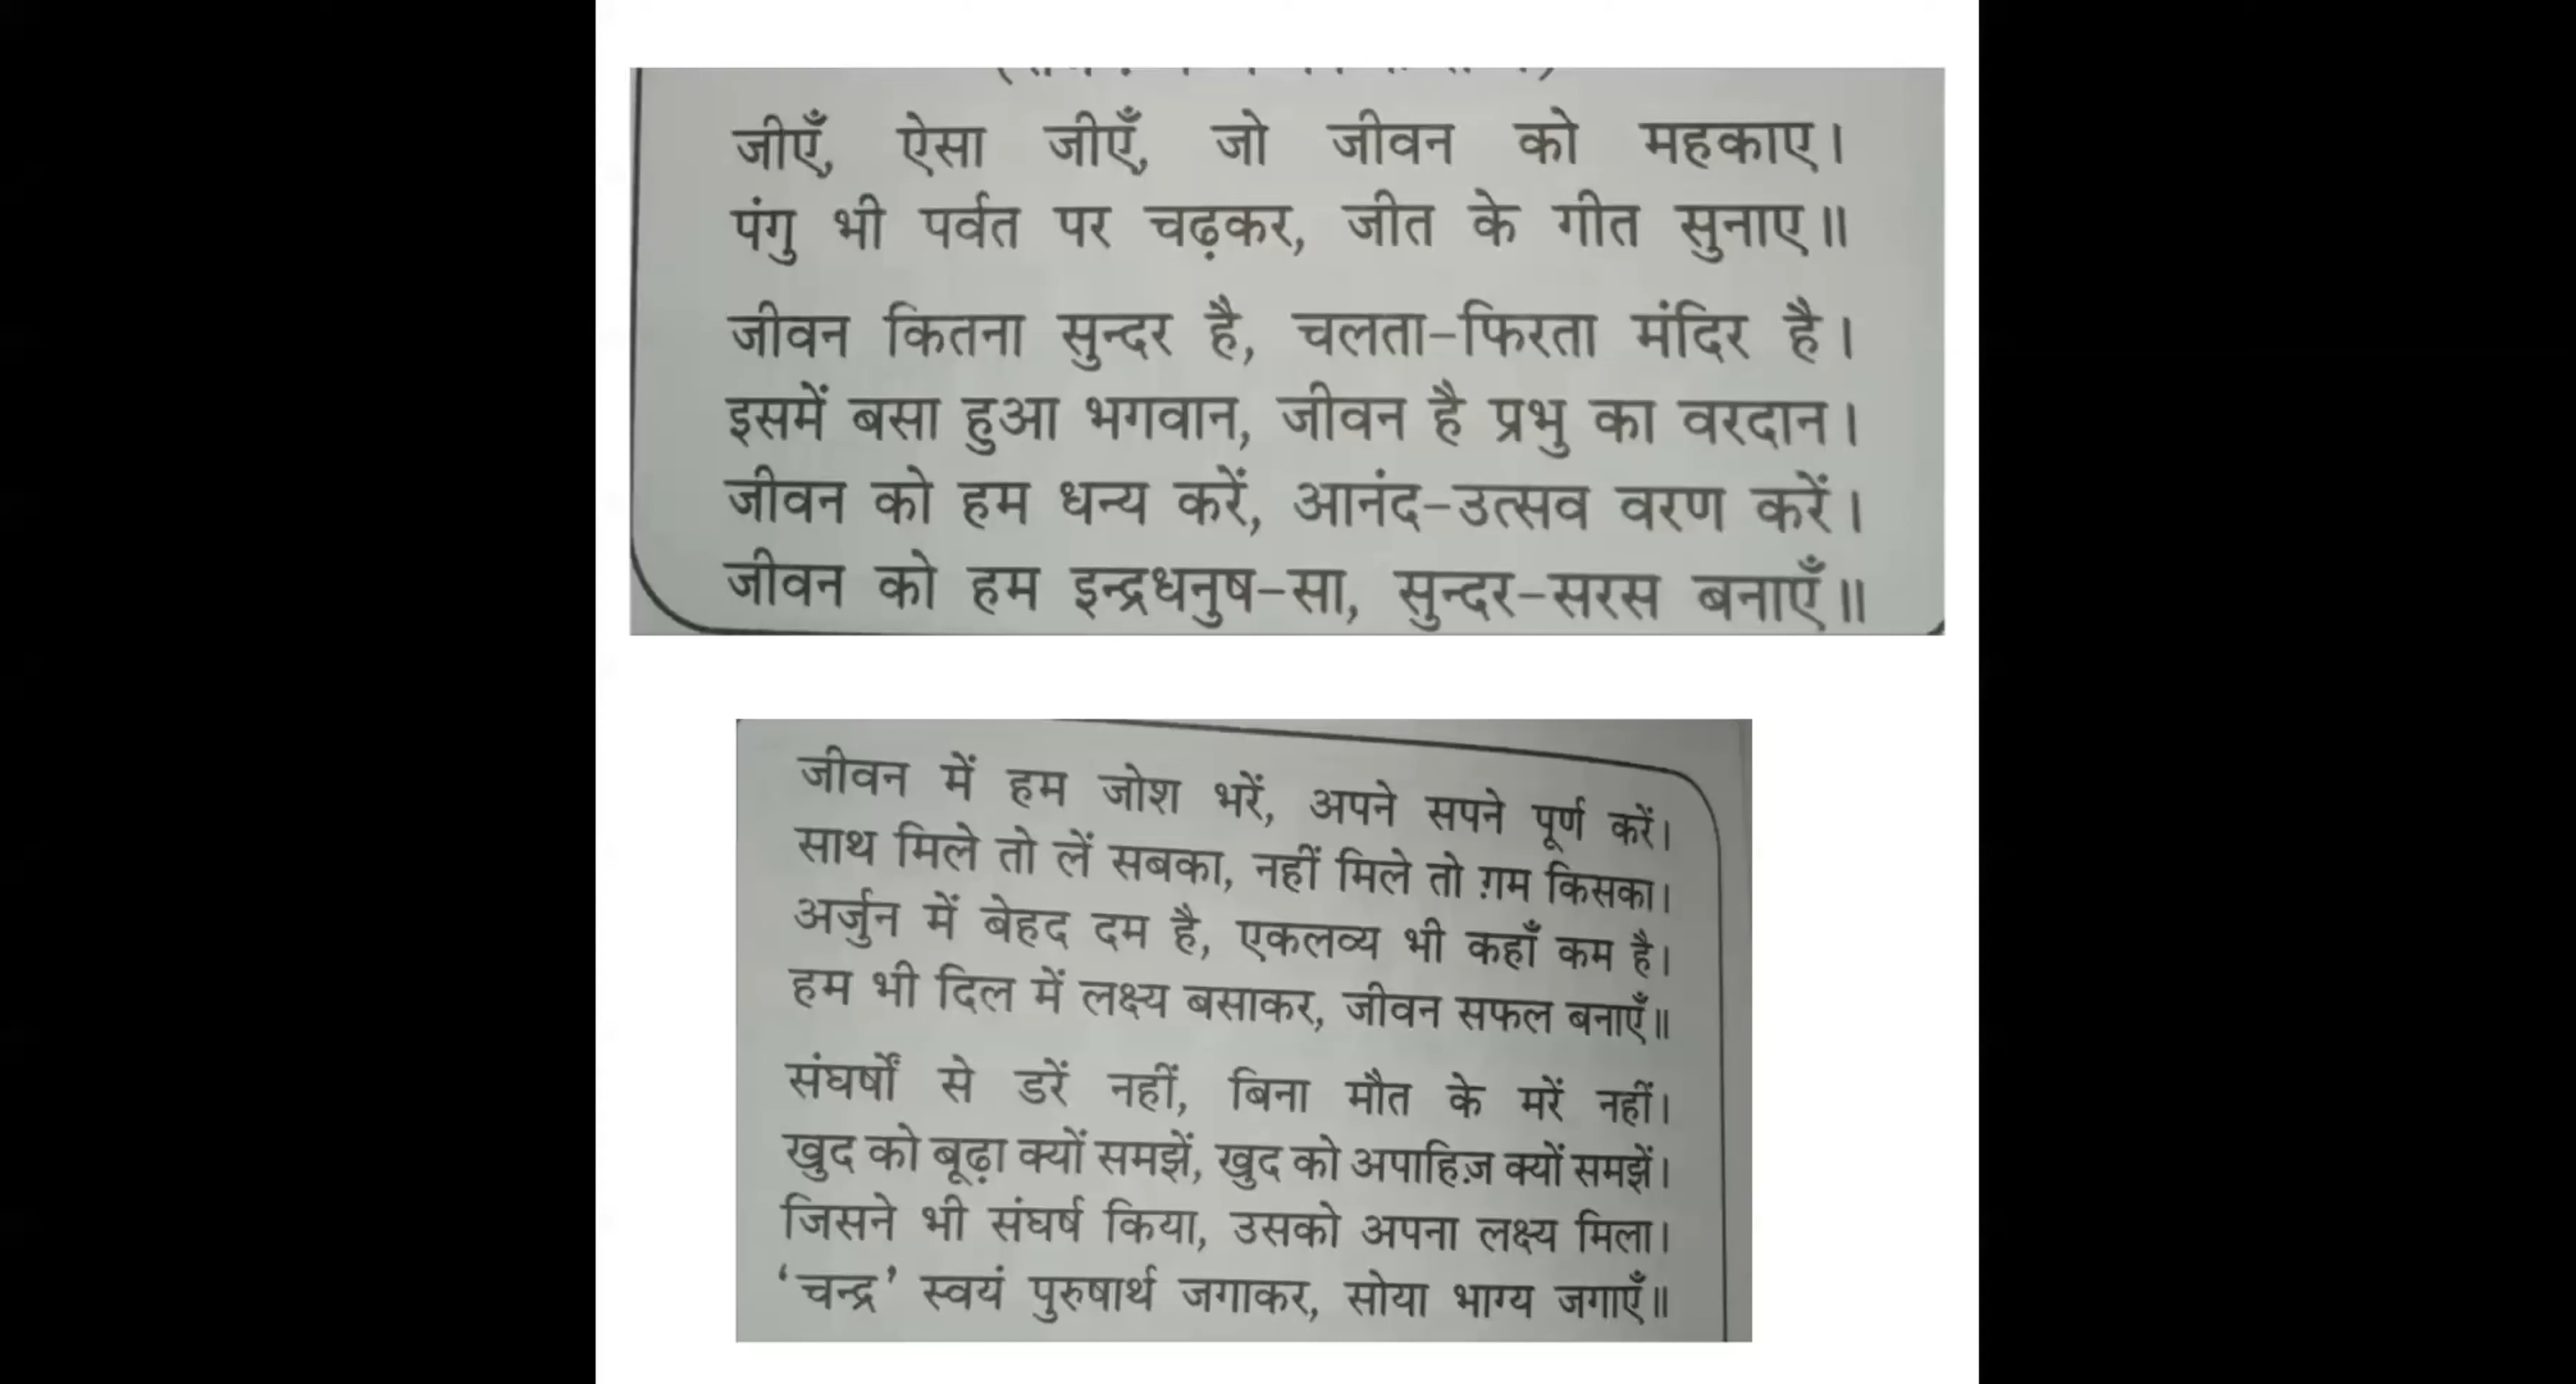 जीएँ, ऐसा जीएँ, जो जीवन को महकाए।
पंगु भी पर्वत पर चढ़कर, जीत के गीत सुनाए॥
जीवन कितना सुन्दर है, चलता-फिरता मंदिर है।
इसमें बसा हुआ भगवान, जीवन है प्रभु का वरदान।
जीवन को हम धन्य करें, आनंद-उत्सव वरण करें।
जीवन को हम इन्द्रधनुष-सा, सुन्दर-सरस बनाएँ॥
जीवन में हम जोश भरें, अपने सपने पूर्ण करें।
साथ मिले तो लें सबका, नहीं मिले तो ग़म किसका।
अर्जुन में बेहद दम है, एकलव्य भी कहाँ कम है।
हम भी दिल में लक्ष्य बसाकर, जीवन सफल बनाएँ॥
संघर्षों से डरें नहीं, बिना मौत के मरें नहीं।
खुद को बूढ़ा क्यों समझें, खुद को अपाहिज़ क्यों समझें।
जिसने भी संघर्ष किया, उसको अपना लक्ष्य मिला।
‘चन्द्र’ स्वयं पुरुषार्थ जगाकर, सोया भाग्य जगाएँ॥